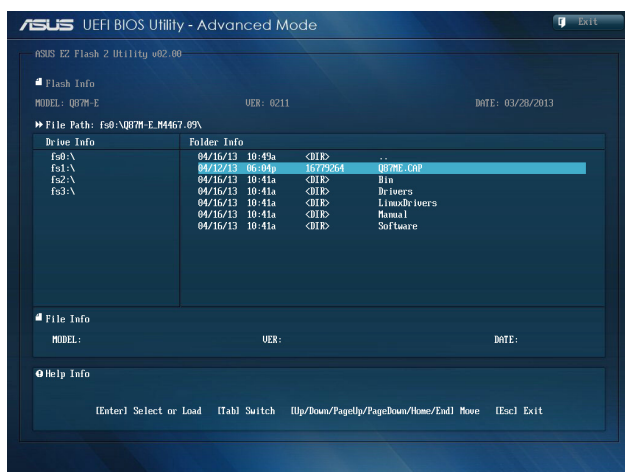 ASUS UEFI BIOS Utility - Advanced Mode
Exit
ASUS EZ Flash 2 Utility v02.00
Flash Info
MODEL: Q87M-E VER: 0211 DATE: 03/28/2013
File Path: fs0:\Q87M-E_M4467.09\
Drive Info Folder Info
fs0:\ 04/16/13 10:49a <DIR> ..
fs1:\ 04/12/13 06:04p 16779264 Q87ME.CAP
fs2:\ 04/16/13 10:41a <DIR> Bin
fs3:\ 04/16/13 10:41a <DIR> Drivers
04/16/13 10:41a <DIR> LinuxDrivers
04/16/13 10:41a <DIR> Manual
04/16/13 10:41a <DIR> Software
File Info
MODEL: VER: DATE:
Help Info
[Enter] Select or Load [Tab] Switch [Up/Down/PageUp/PageDown/Home/End] Move [Esc] Exit